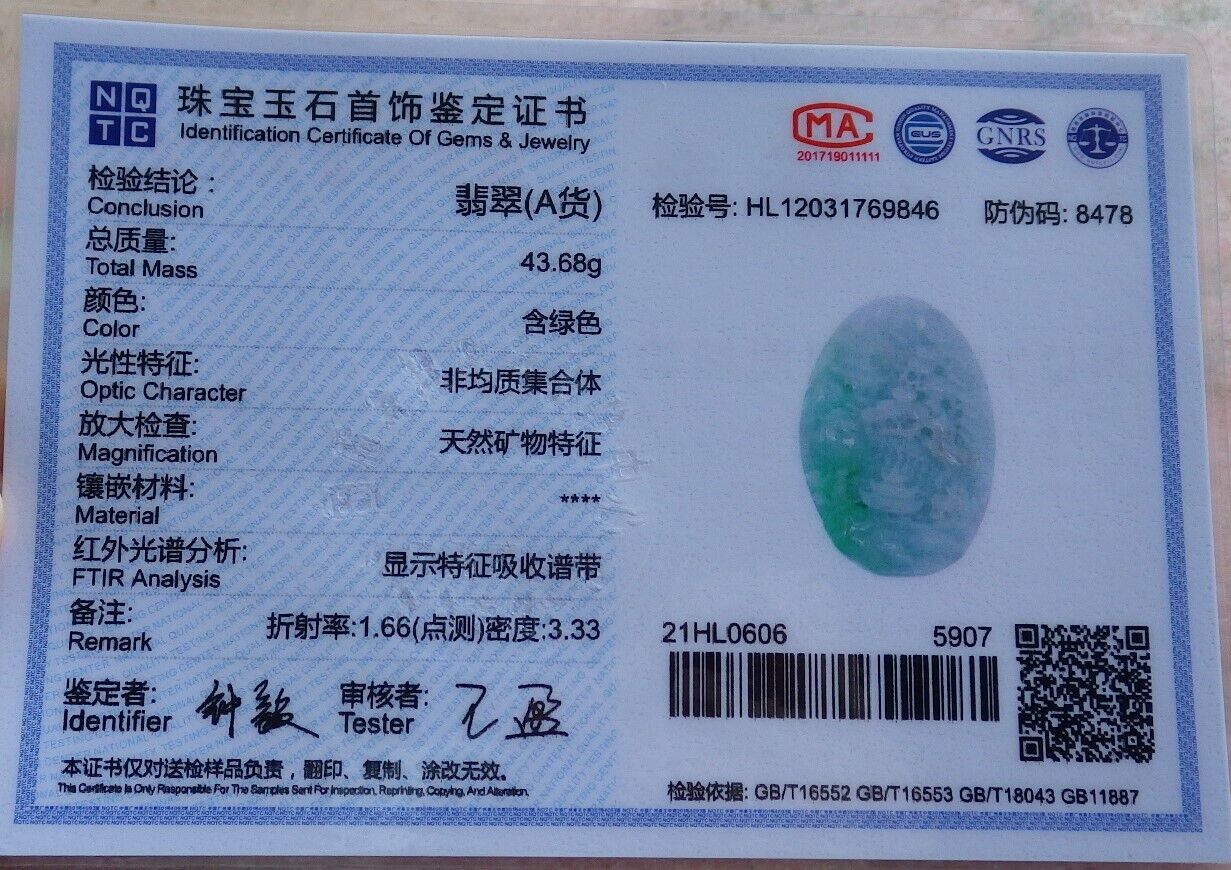 NQ
TC
珠宝玉石首饰鉴定证书
Identification Certificate Of Gems & Jewelry
MA
201719011111
GUS
GNRS
检验结论：
Conclusion
翡翠(A货)
检验号: HL12031769846 防伪码: 8478
总质量:
Total Mass
43.68g
颜色:
Color
含绿色
光性特征:
Optic Character
非均质集合体
放大检查:
Magnification
天然矿物特征
镶嵌材料:
Material
****
红外光谱分析:
FTIR Analysis
显示特征吸收谱带
备注:
Remark
折射率:1.66(点测)密度:3.33
21HL0606 5907
鉴定者:
Identifier
审核者:
Tester
本证书仅对送检样品负责，翻印、复制、涂改无效。
This Certificate Is Only Responsible For The Samples Sent For Inspection, Reprinting, Copying, And Alteration.
检验依据: GB/T16552 GB/T16553 GB/T18043 GB11887